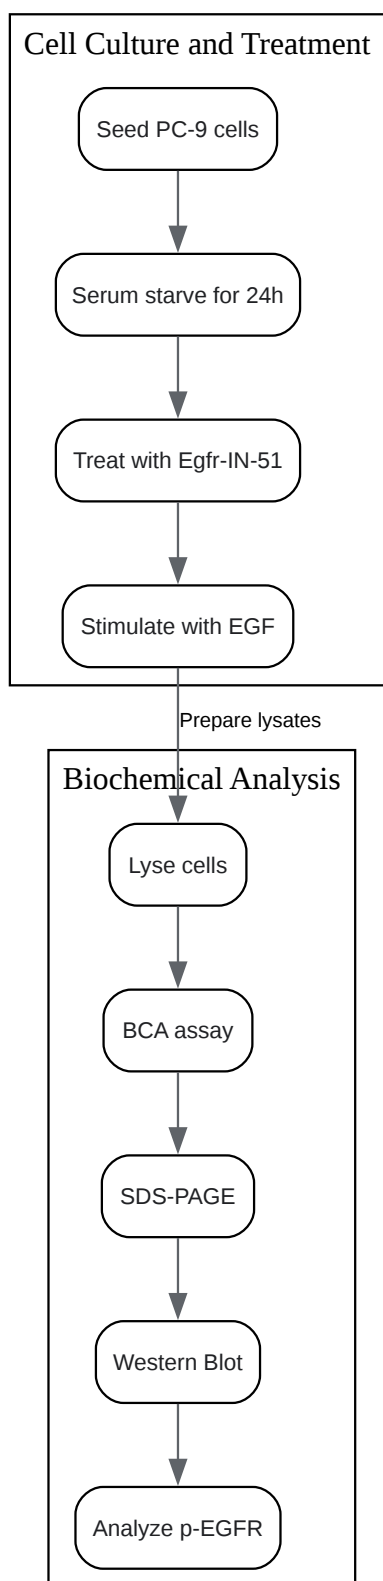 Cell Culture and Treatment
Seed PC-9 cells
Serum starve for 24h
Treat with Egfr-IN-51
Stimulate with EGF
Prepare lysates
Biochemical Analysis
Lyse cells
BCA assay
SDS-PAGE
Western Blot
Analyze p-EGFR